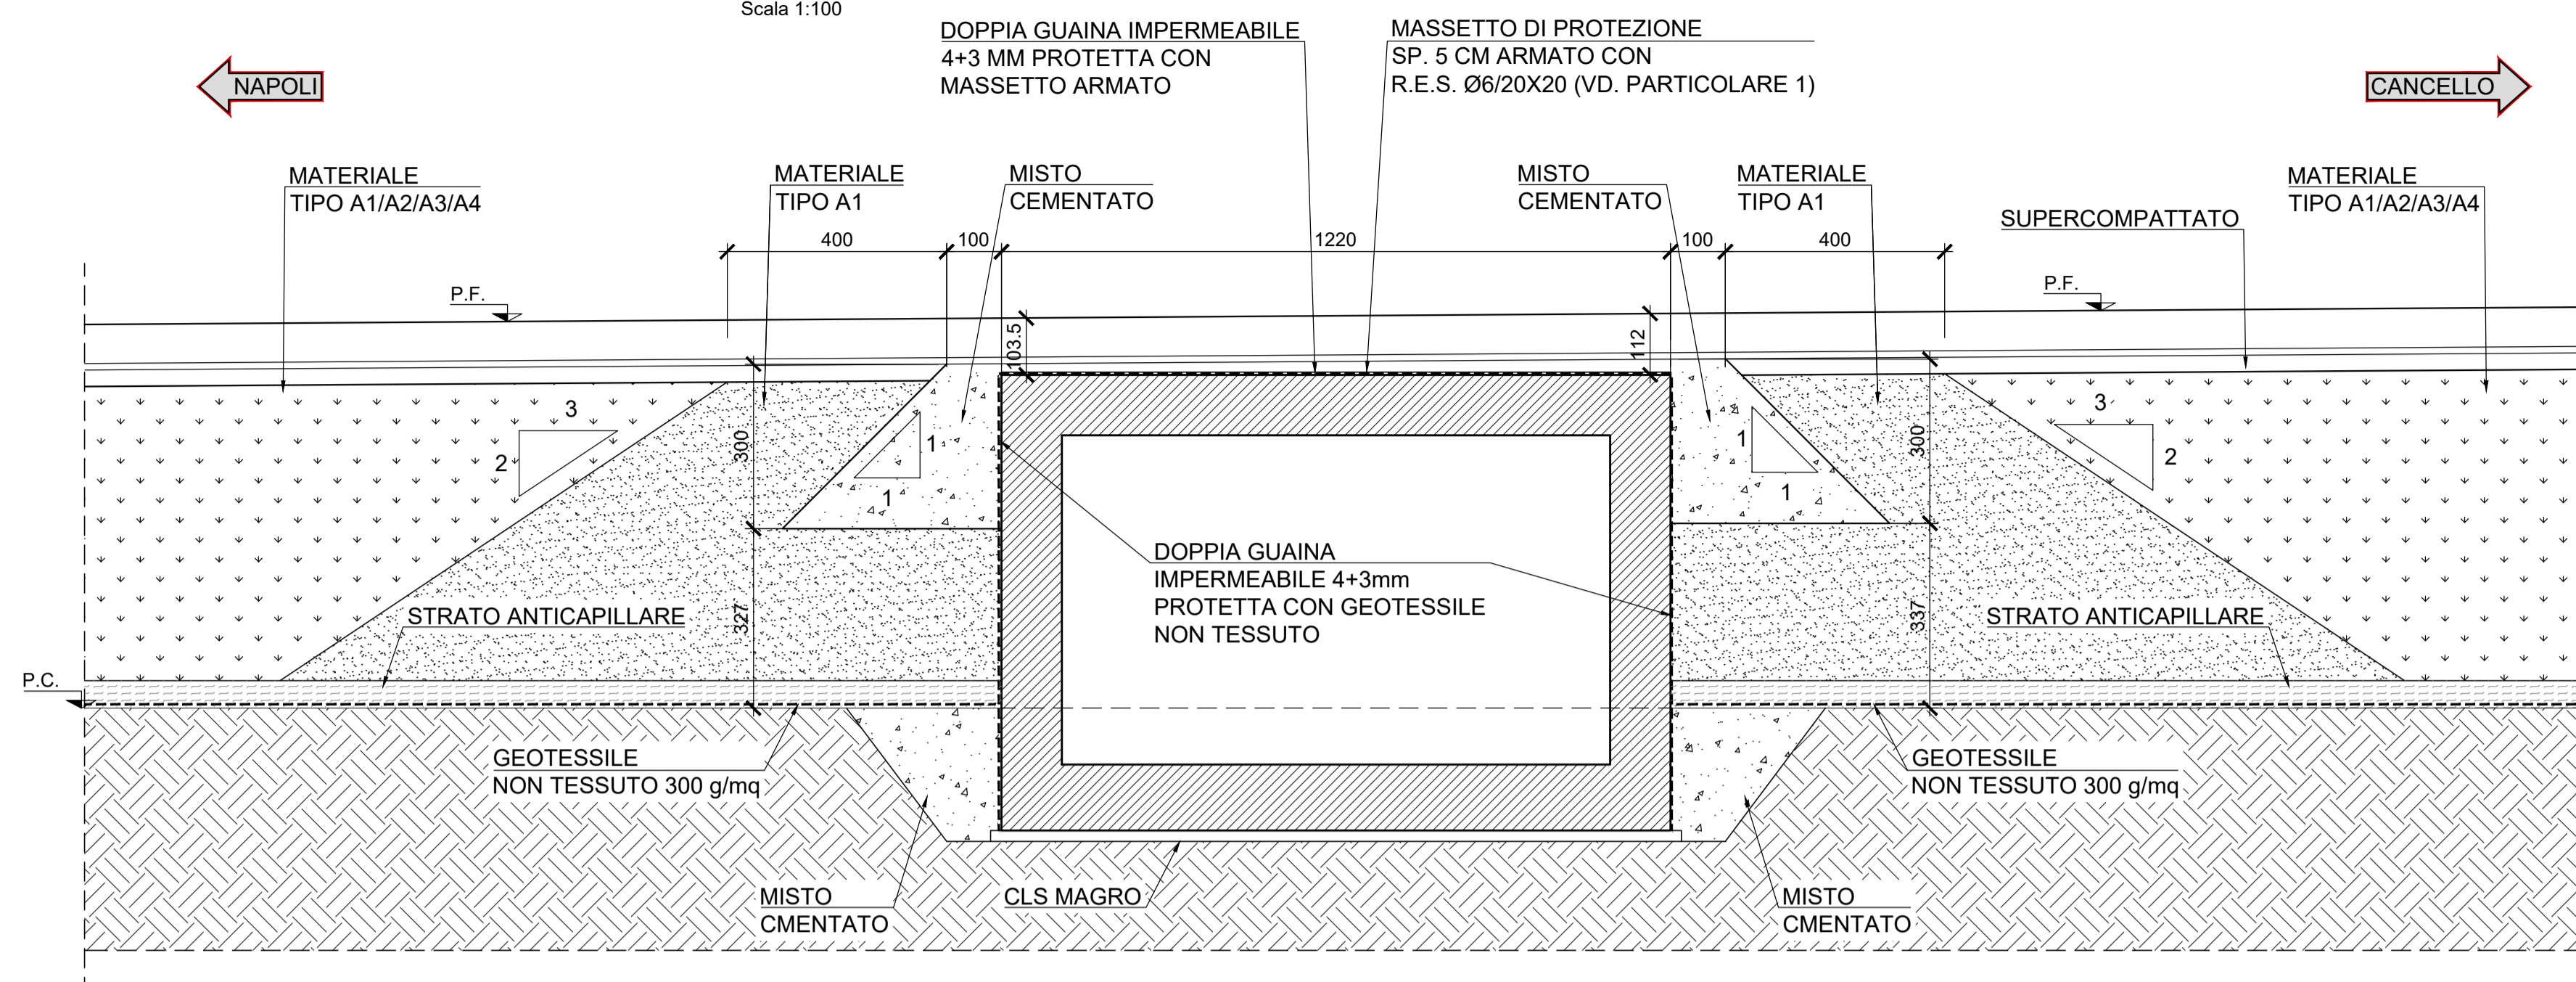 Scala 1:100
DOPPIA GUAINA IMPERMEABILE
4+3 MM PROTETTA CON
MASSETTO ARMATO
MASSETTO DI PROTEZIONE
SP. 5 CM ARMATO CON
R.E.S. Ø6/20X20 (VD. PARTICOLARE 1)
NAPOLI
CANCELLO
MATERIALE
TIPO A1/A2/A3/A4
MATERIALE
TIPO A1
MISTO
CEMENTATO
MISTO
CEMENTATO
MATERIALE
TIPO A1
SUPERCOMPATTATO
MATERIALE
TIPO A1/A2/A3/A4
400
100
1220
100
400
P.F.
P.F.
103.5
112
3
2
300
1
1
1
1
300
3
2
DOPPIA GUAINA
IMPERMEABILE 4+3mm
PROTETTA CON GEOTESSILE
NON TESSUTO
STRATO ANTICAPILLARE
327
337
STRATO ANTICAPILLARE
P.C.
GEOTESSILE
NON TESSUTO 300 g/mq
GEOTESSILE
NON TESSUTO 300 g/mq
MISTO
CMENTATO
CLS MAGRO
MISTO
CMENTATO